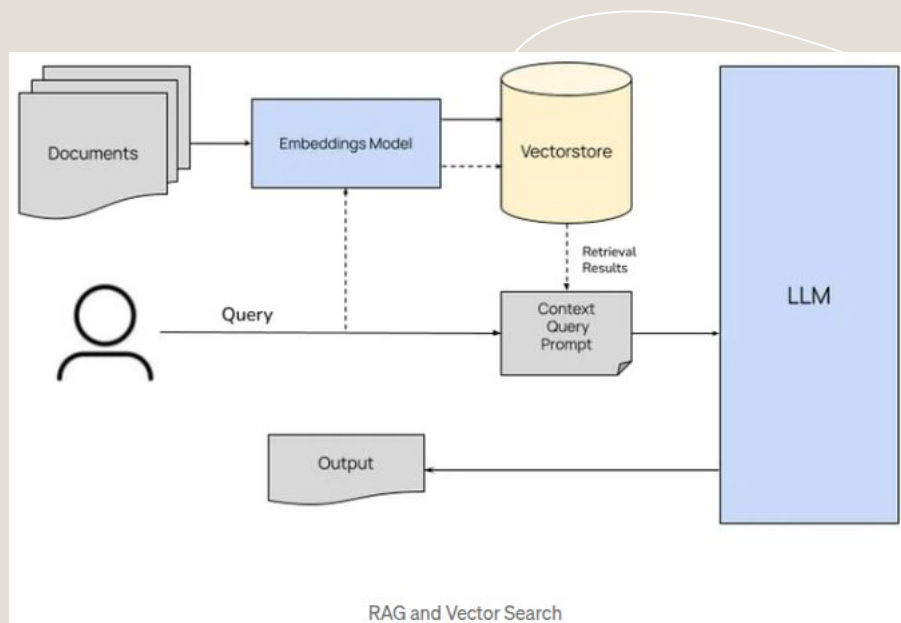 Documents
Embeddings Model
Vectorstore
Retrieval
Results
LLM
Query
Context
Query
Prompt
Output
RAG and Vector Search